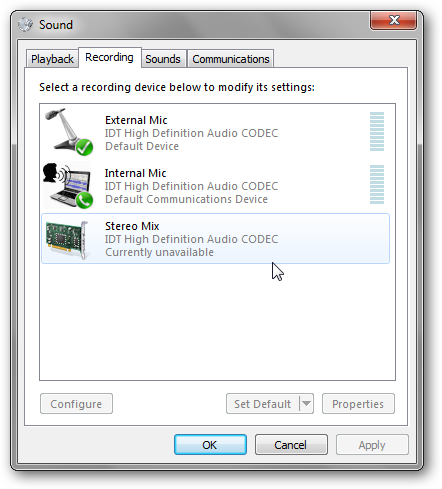 Sound
Playback Recording Sounds Communications
Select a recording device below to modify its settings:
External Mic
IDT High Definition Audio CODEC
Default Device
Internal Mic
IDT High Definition Audio CODEC
Default Communications Device
Stereo Mix
IDT High Definition Audio CODEC
Currently unavailable
Configure Set Default Properties
OK Cancel Apply